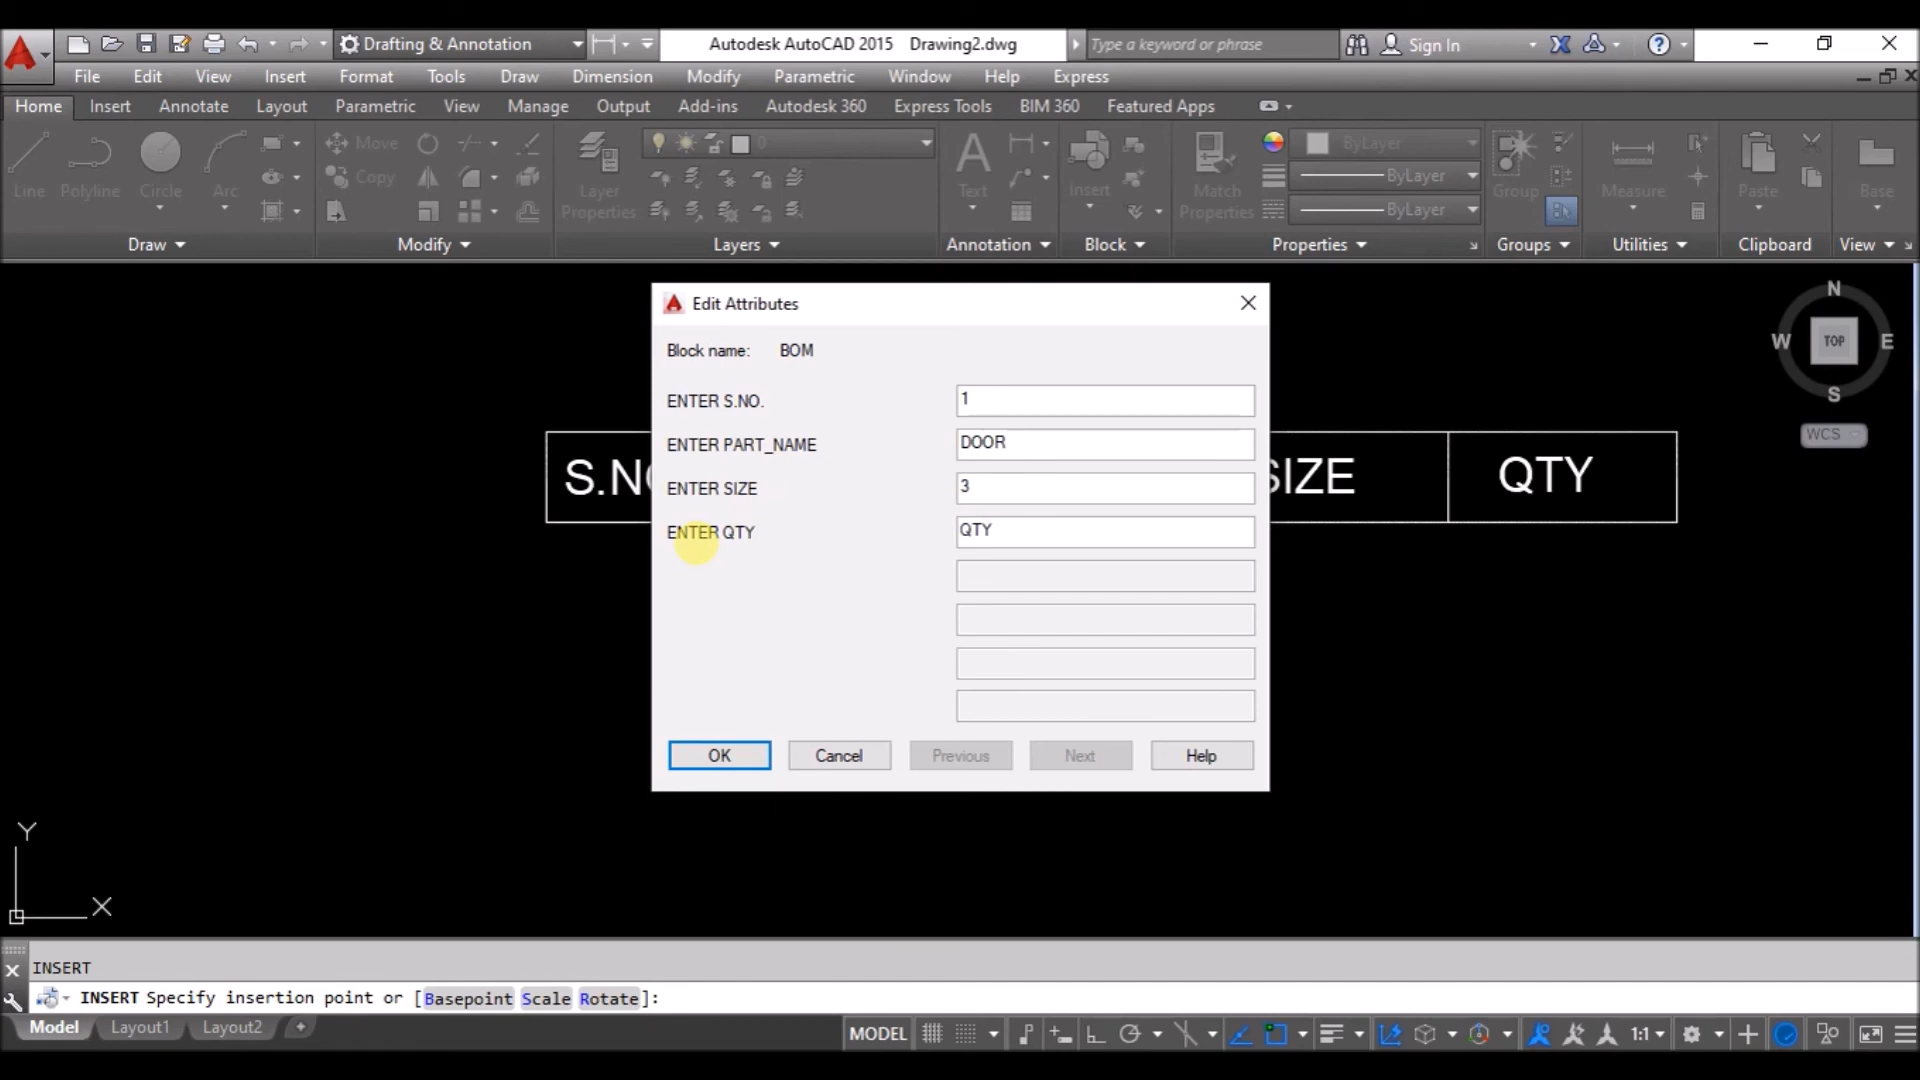 Drafting & Annotation
Autodesk AutoCAD 2015 Drawing2.dwg
Type a keyword or phrase
Sign In
File Edit View Insert Format Tools Draw Dimension Modify Parametric Window Help Express
Home Insert Annotate Layout Parametric View Manage Output Add-ins Autodesk 360 Express Tools BIM 360 Featured Apps
Move
0
ByLayer
Copy
ByLayer
Line Polyline Circle Arc
Layer Properties
Text
Insert
Match Properties
ByLayer
Group
Measure
Paste
Base
Draw Modify Layers Annotation Block Properties Groups Utilities Clipboard View
Edit Attributes
Block name: BOM
ENTER S.NO. 1
ENTER PART_NAME DOOR
ENTER SIZE 3
ENTER QTY QTY
OK Cancel Previous Next Help
S.NO
SIZE
QTY
N
W TOP E
S
WCS
Y
X
INSERT
INSERT Specify insertion point or [Basepoint Scale Rotate]:
Model Layout1 Layout2 +
MODEL
1:1